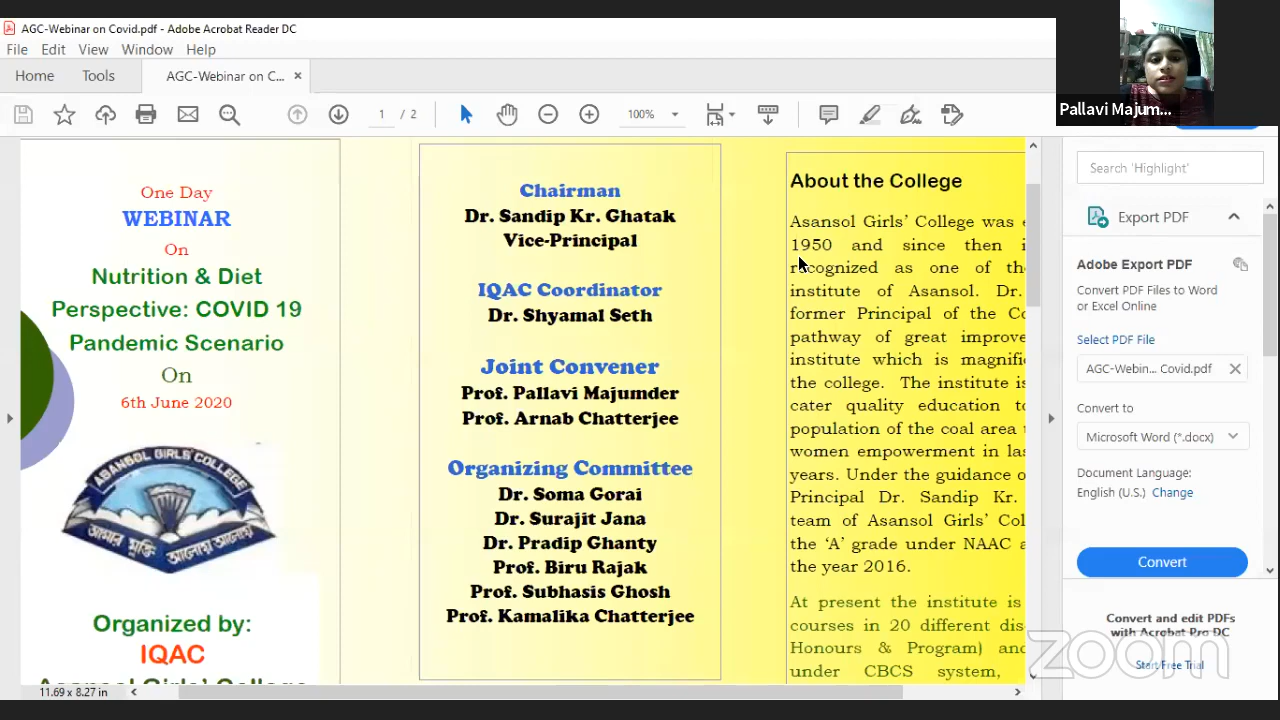 AGC-Webinar on Covid.pdf - Adobe Acrobat Reader DC
File Edit View Window Help
Home Tools AGC-Webinar on C... ×
1 / 2 100%
Pallavi Majum...
One Day
WEBINAR
On
Nutrition & Diet
Perspective: COVID 19
Pandemic Scenario
On
6th June 2020
ASANSOL GIRLS' COLLEGE
আমার মুক্তি আলোয় আলোয়
Organized by:
IQAC
Asansol Girls' College
Chairman
Dr. Sandip Kr. Ghatak
Vice-Principal
IQAC Coordinator
Dr. Shyamal Seth
Joint Convener
Prof. Pallavi Majumder
Prof. Arnab Chatterjee
Organizing Committee
Dr. Soma Gorai
Dr. Surajit Jana
Dr. Pradip Ghanty
Prof. Biru Rajak
Prof. Subhasis Ghosh
Prof. Kamalika Chatterjee
About the College
Asansol Girls' College was
1950 and since then
recognized as one of
institute of Asansol. Dr.
former Principal of the
pathway of great
institute which is
the college. The institute
cater quality education
population of the coal area
women empowerment in
years. Under the guidance
Principal Dr. Sandip Kr.
team of Asansol Girls'
the 'A' grade under NAAC
the year 2016.
At present the institute is
courses in 20 different
Honours & Program)
under CBCS system,
Search 'Highlight'
Export PDF
Adobe Export PDF
Convert PDF Files to Word
or Excel Online
Select PDF File
AGC-Webin... Covid.pdf ×
Convert to
Microsoft Word (*.docx)
Document Language:
English (U.S.) Change
Convert
Convert and edit PDFs
with Acrobat Pro DC
Start Free Trial
zoom
11.69 x 8.27 in